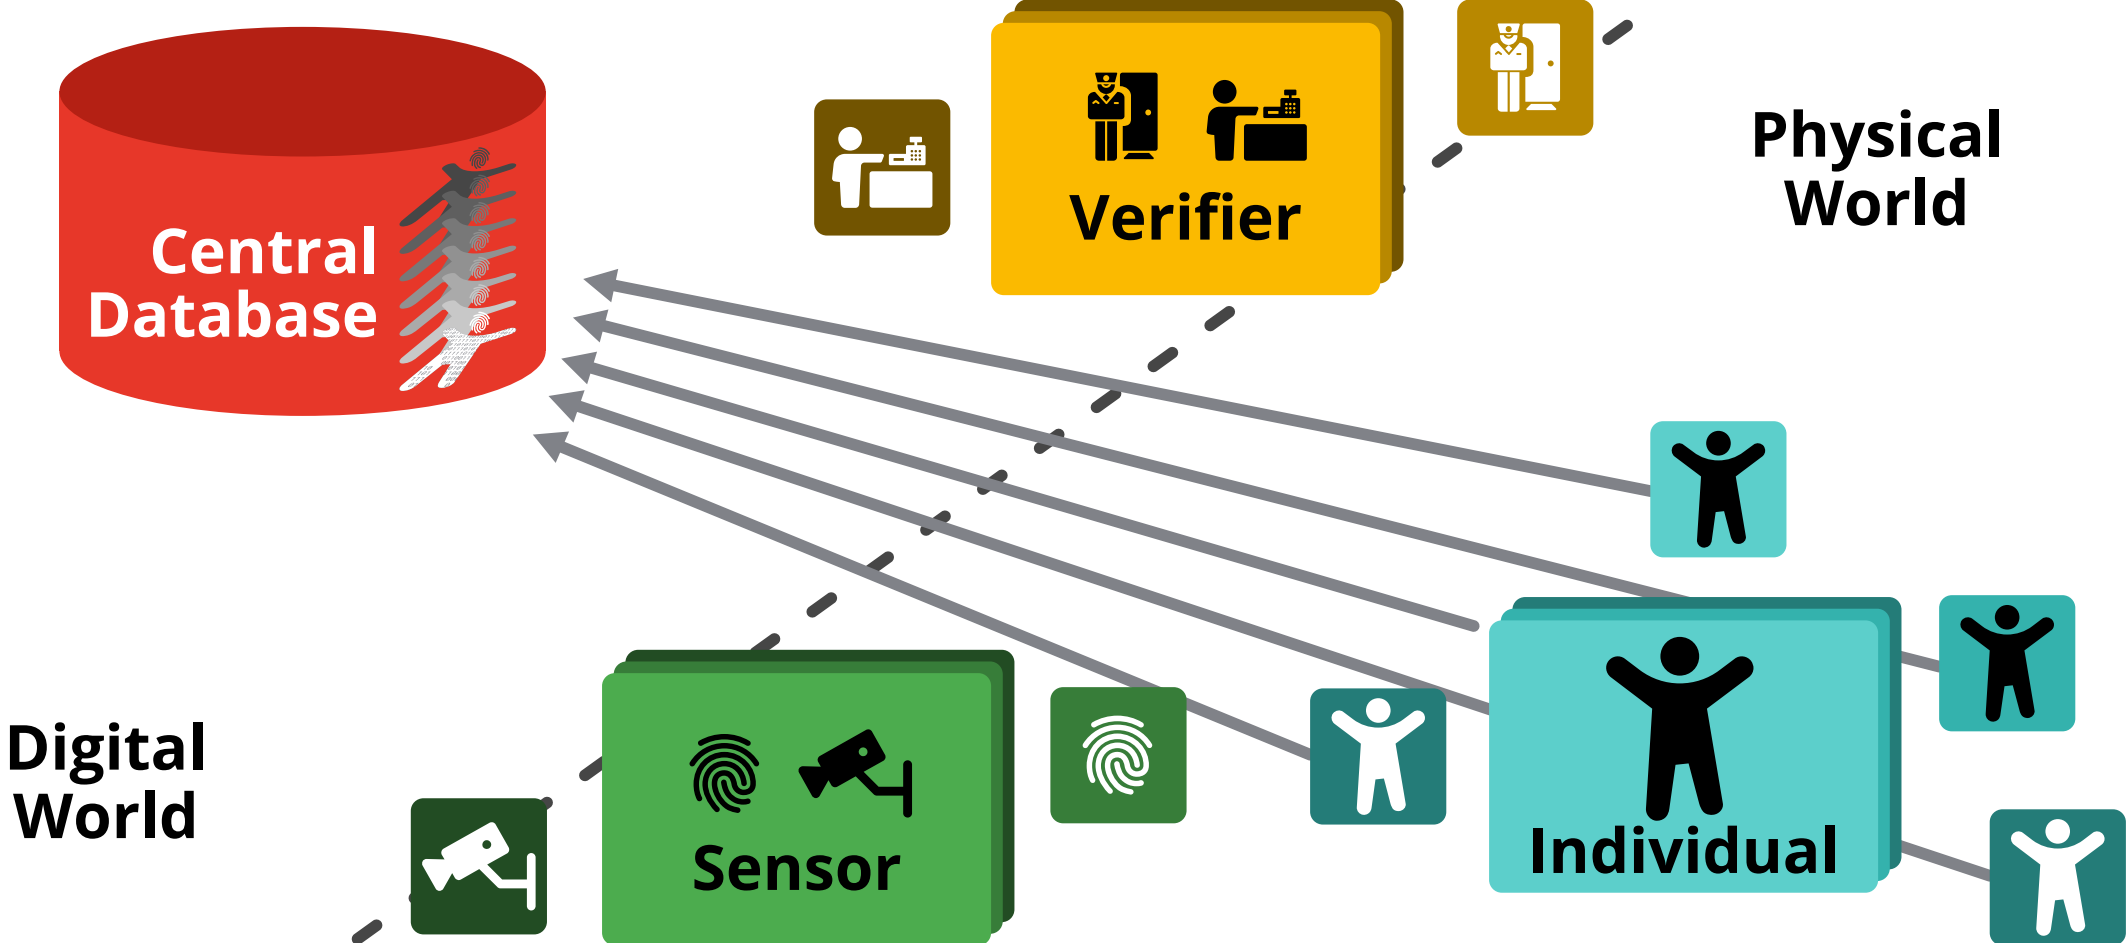 Physical
World
Verifier
Central
Database
Digital
World
Sensor
Individual